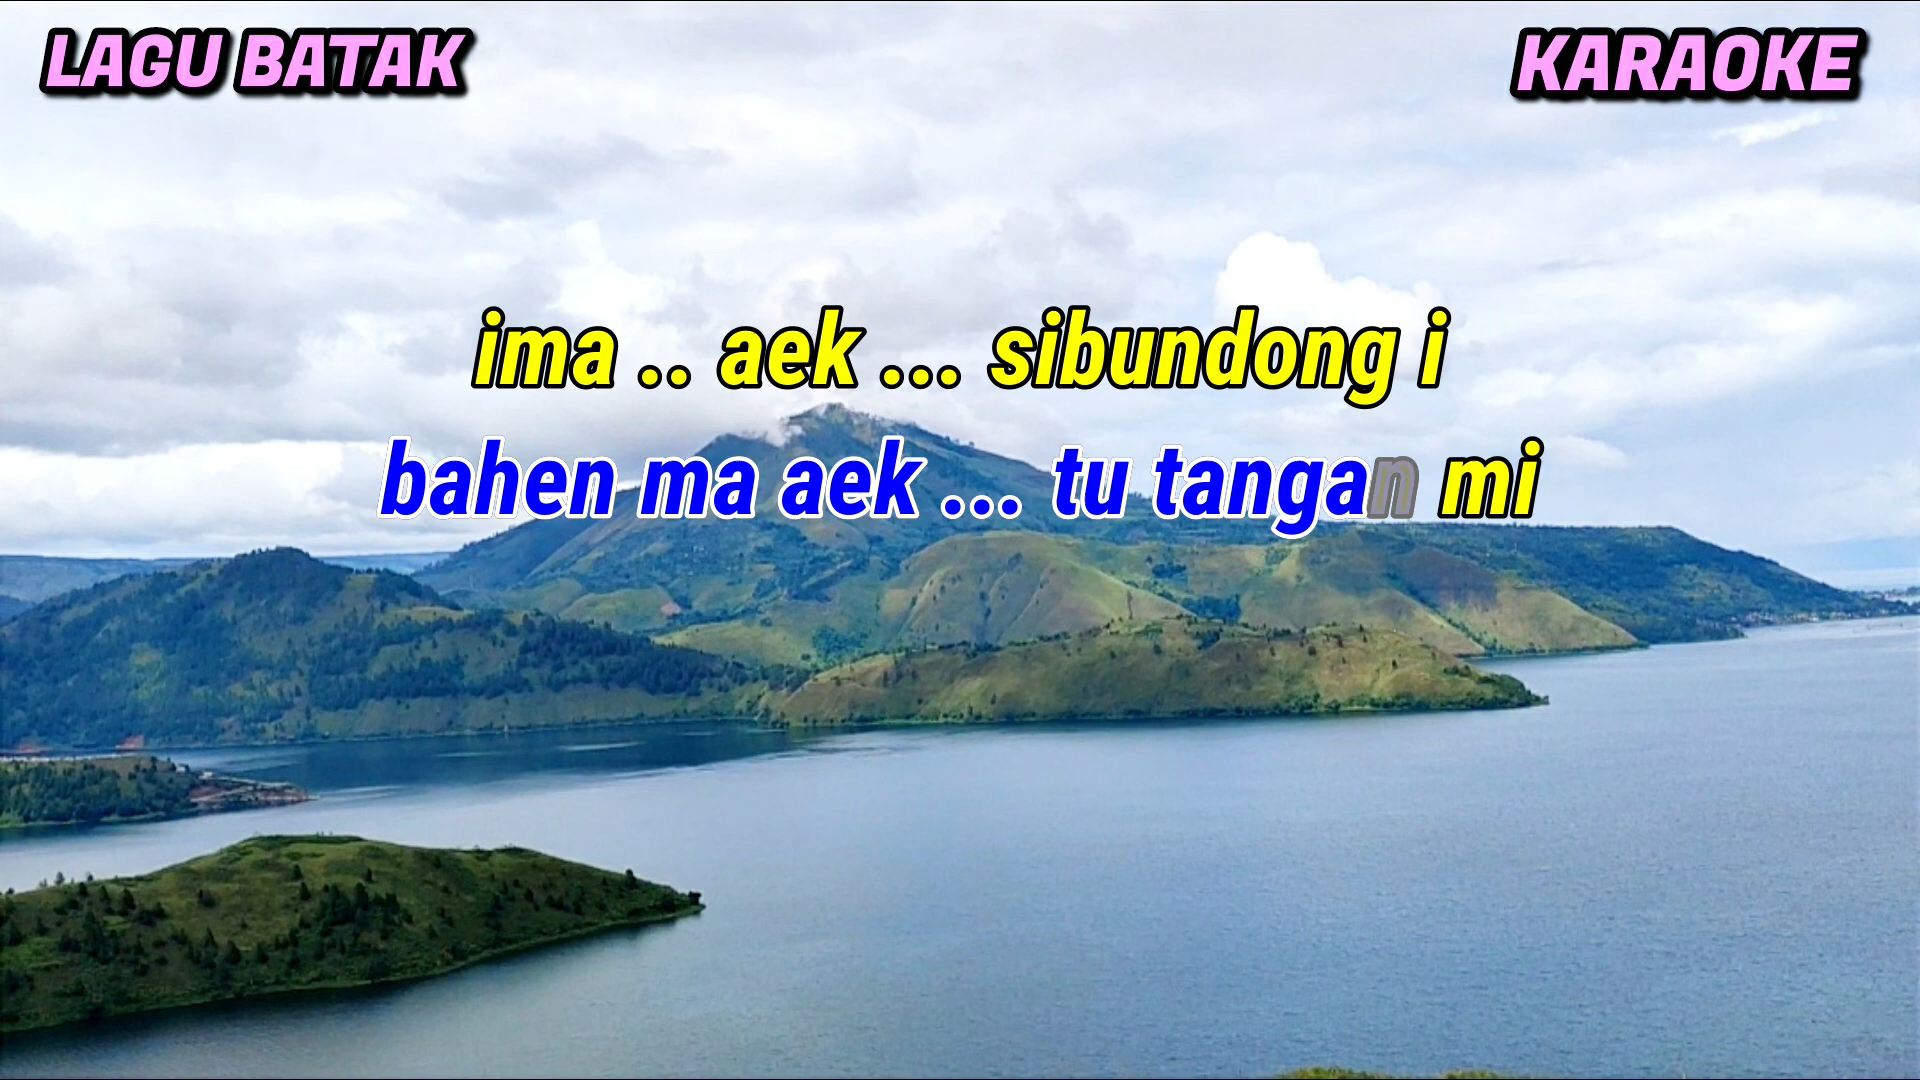 LAGU BATAK
KARAOKE
ima .. aek ... sibundong i
bahen ma aek ... tu tangan mi